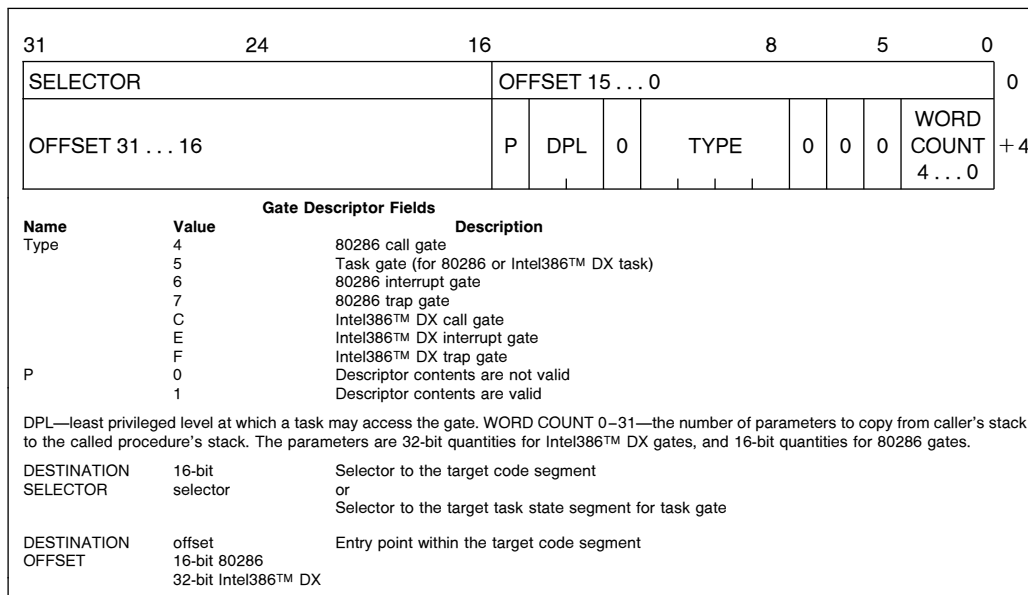 31 24 16 8 5 0
SELECTOR OFFSET 15 . . . 0 0
OFFSET 31 . . . 16 P DPL 0 TYPE 0 0 0 WORD COUNT 4 . . . 0 +4
Gate Descriptor Fields
Name Value Description
Type 4 80286 call gate
5 Task gate (for 80286 or Intel386™ DX task)
6 80286 interrupt gate
7 80286 trap gate
C Intel386™ DX call gate
E Intel386™ DX interrupt gate
F Intel386™ DX trap gate
P 0 Descriptor contents are not valid
1 Descriptor contents are valid
DPL—least privileged level at which a task may access the gate. WORD COUNT 0–31—the number of parameters to copy from caller's stack
to the called procedure's stack. The parameters are 32-bit quantities for Intel386™ DX gates, and 16-bit quantities for 80286 gates.
DESTINATION 16-bit Selector to the target code segment
SELECTOR selector or
Selector to the target task state segment for task gate
DESTINATION offset Entry point within the target code segment
OFFSET 16-bit 80286
32-bit Intel386™ DX